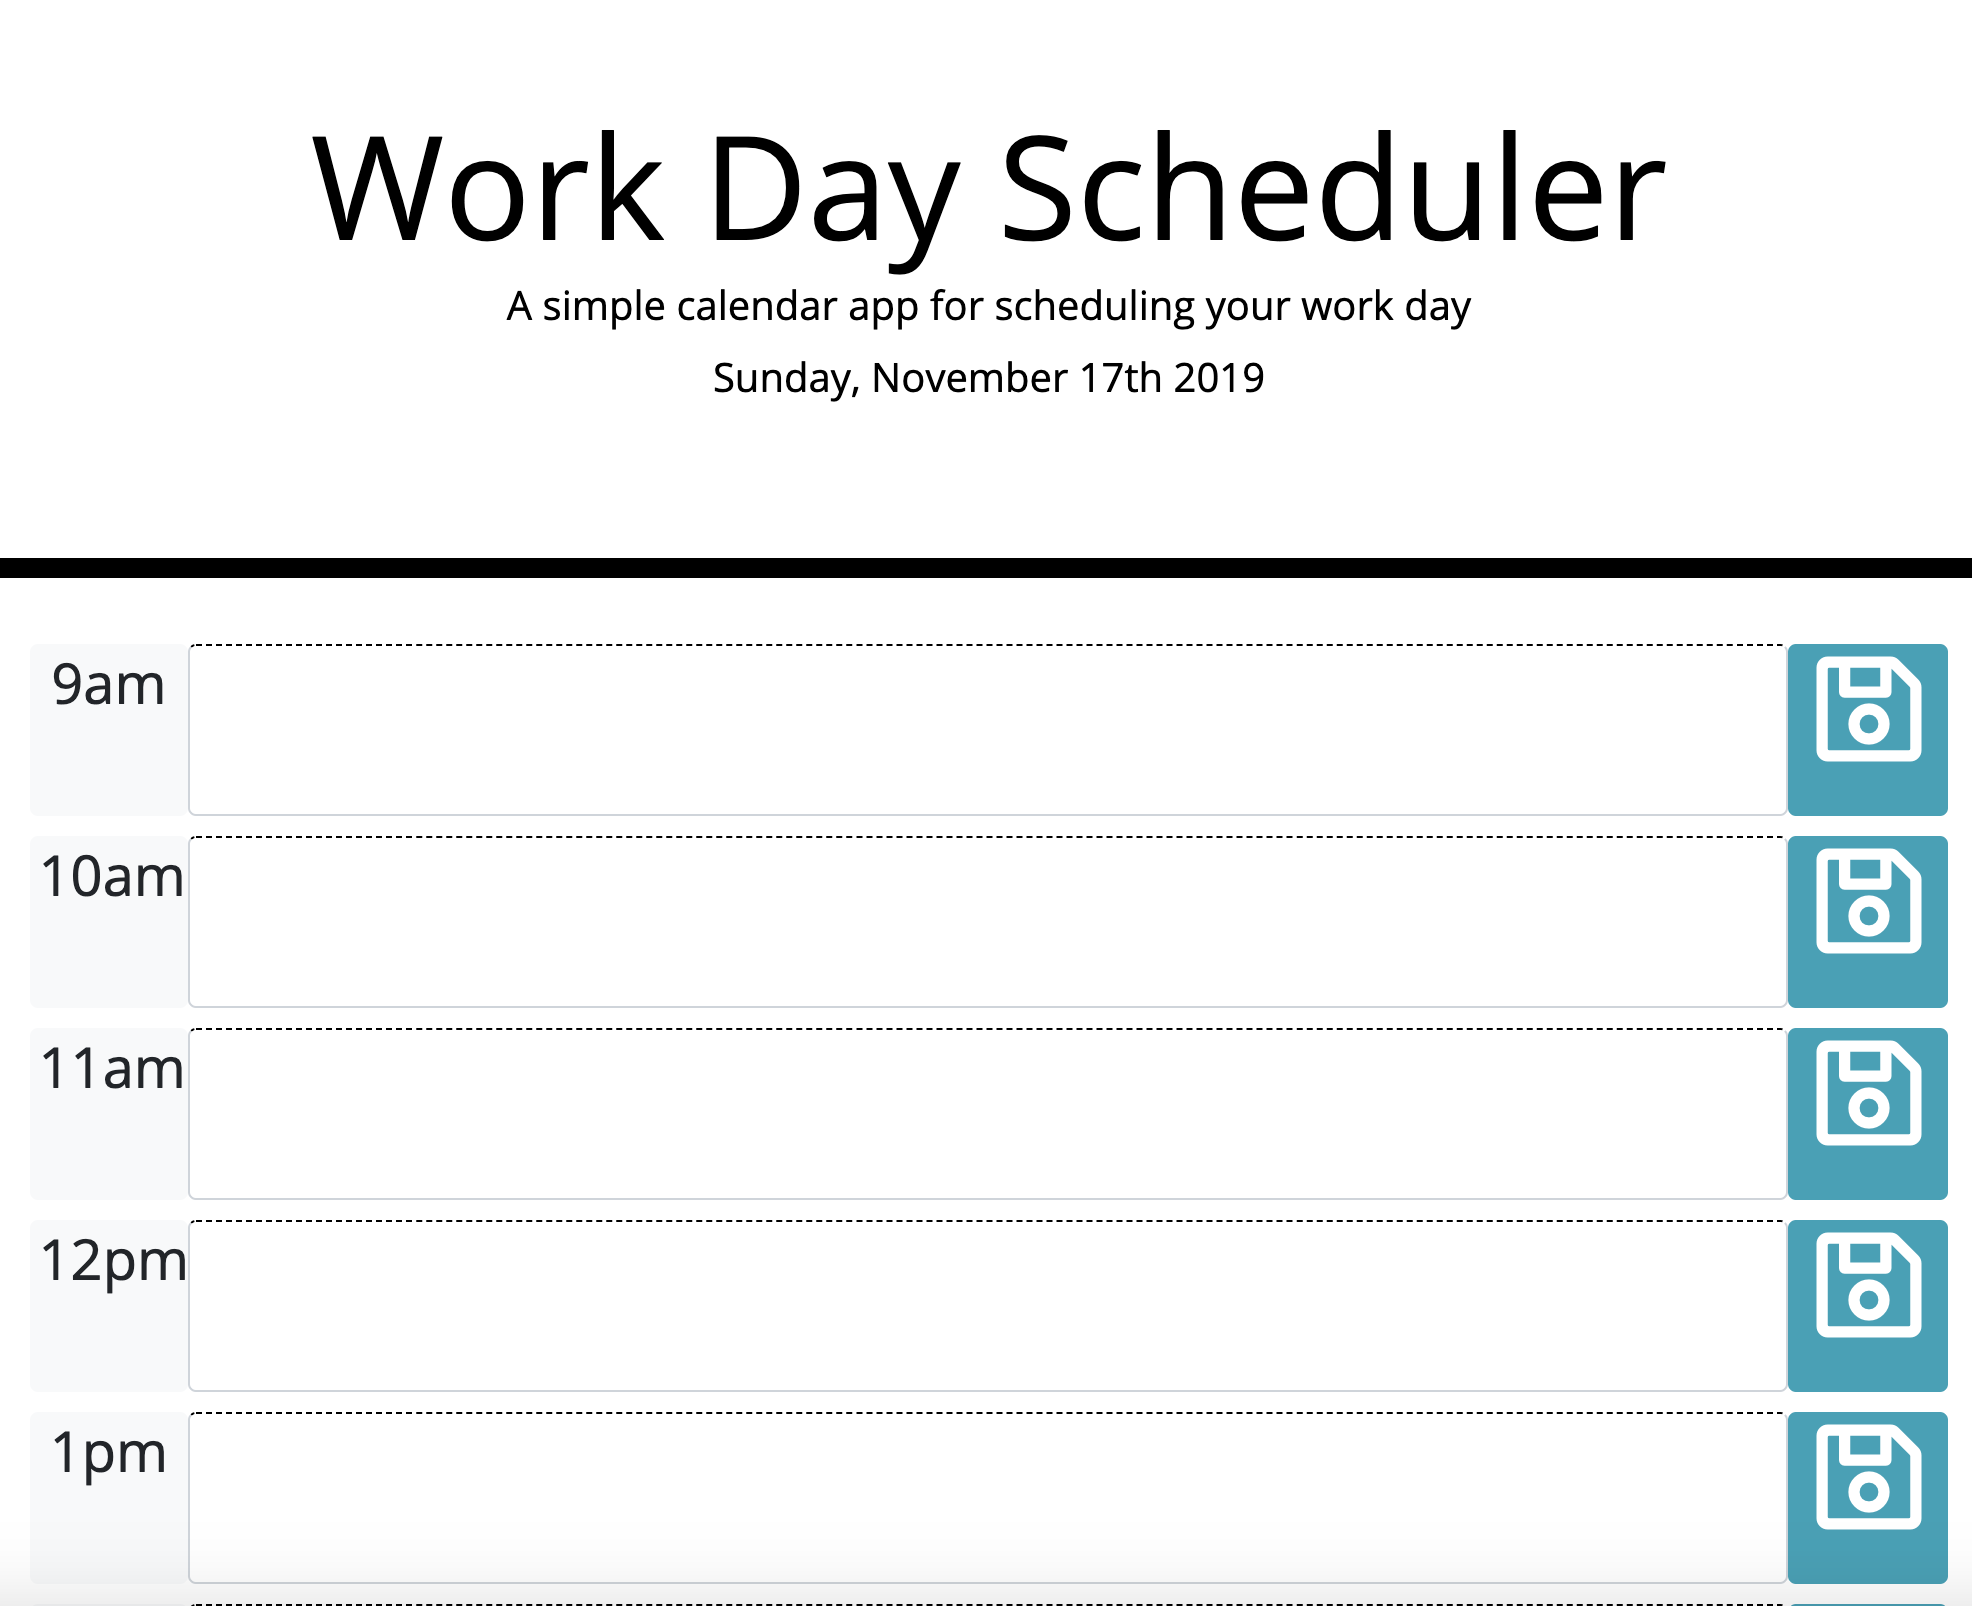 Work Day Scheduler
A simple calendar app for scheduling your work day
Sunday, November 17th 2019
9am
10am
11am
12pm
1pm